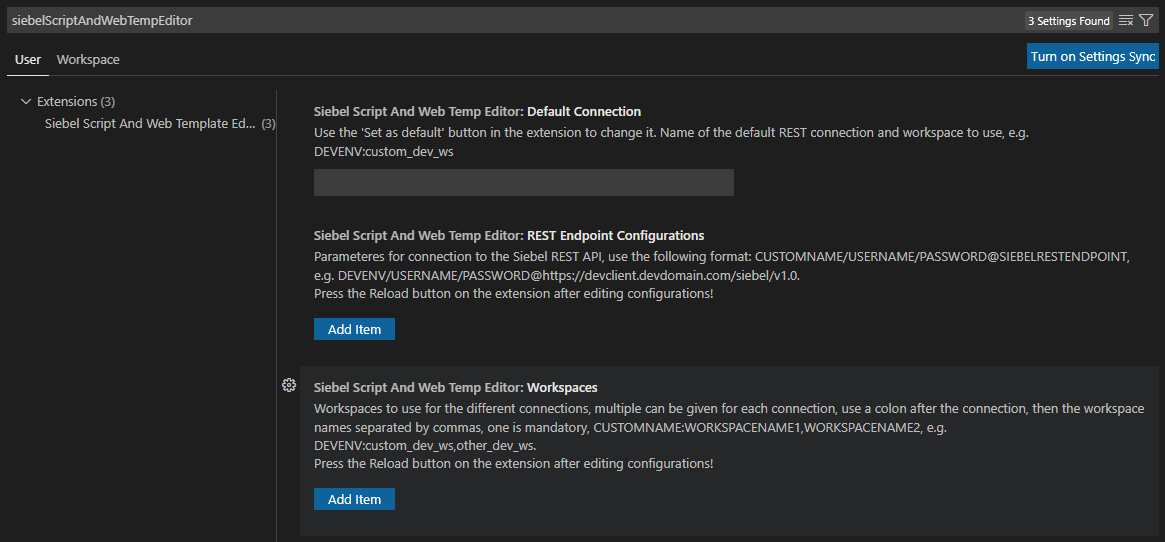 siebelScriptAndWebTempEditor
3 Settings Found
User
Workspace
Turn on Settings Sync
Extensions (3)
Siebel Script And Web Template Ed... (3)
Siebel Script And Web Temp Editor: Default Connection
Use the 'Set as default' button in the extension to change it. Name of the default REST connection and workspace to use, e.g.
DEVENV:custom_dev_ws
Siebel Script And Web Temp Editor: REST Endpoint Configurations
Parameteres for connection to the Siebel REST API, use the following format: CUSTOMNAME/USERNAME/PASSWORD@SIEBELRESTENDPOINT,
e.g. DEVENV/USERNAME/PASSWORD@https://devclient.devdomain.com/siebel/v1.0.
Press the Reload button on the extension after editing configurations!
Add Item
Siebel Script And Web Temp Editor: Workspaces
Workspaces to use for the different connections, multiple can be given for each connection, use a colon after the connection, then the workspace
names separated by commas, one is mandatory, CUSTOMNAME:WORKSPACENAME1,WORKSPACENAME2, e.g.
DEVENV:custom_dev_ws,other_dev_ws.
Press the Reload button on the extension after editing configurations!
Add Item